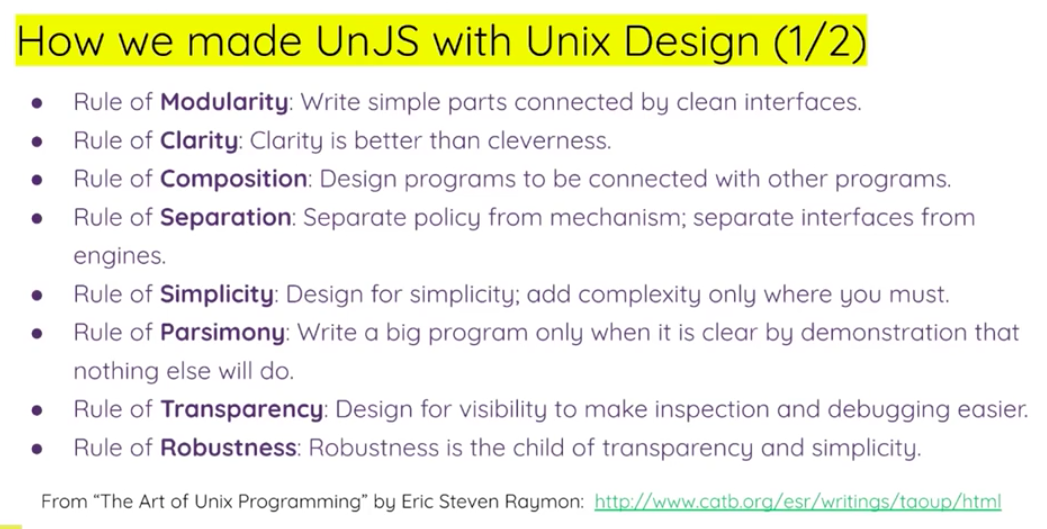 How we made UnJS with Unix Design (1/2)
● Rule of Modularity: Write simple parts connected by clean interfaces.
● Rule of Clarity: Clarity is better than cleverness.
● Rule of Composition: Design programs to be connected with other programs.
● Rule of Separation: Separate policy from mechanism; separate interfaces from
engines.
● Rule of Simplicity: Design for simplicity; add complexity only where you must.
● Rule of Parsimony: Write a big program only when it is clear by demonstration that
nothing else will do.
● Rule of Transparency: Design for visibility to make inspection and debugging easier.
● Rule of Robustness: Robustness is the child of transparency and simplicity.
From “The Art of Unix Programming” by Eric Steven Raymon: http://www.catb.org/esr/writings/taoup/html